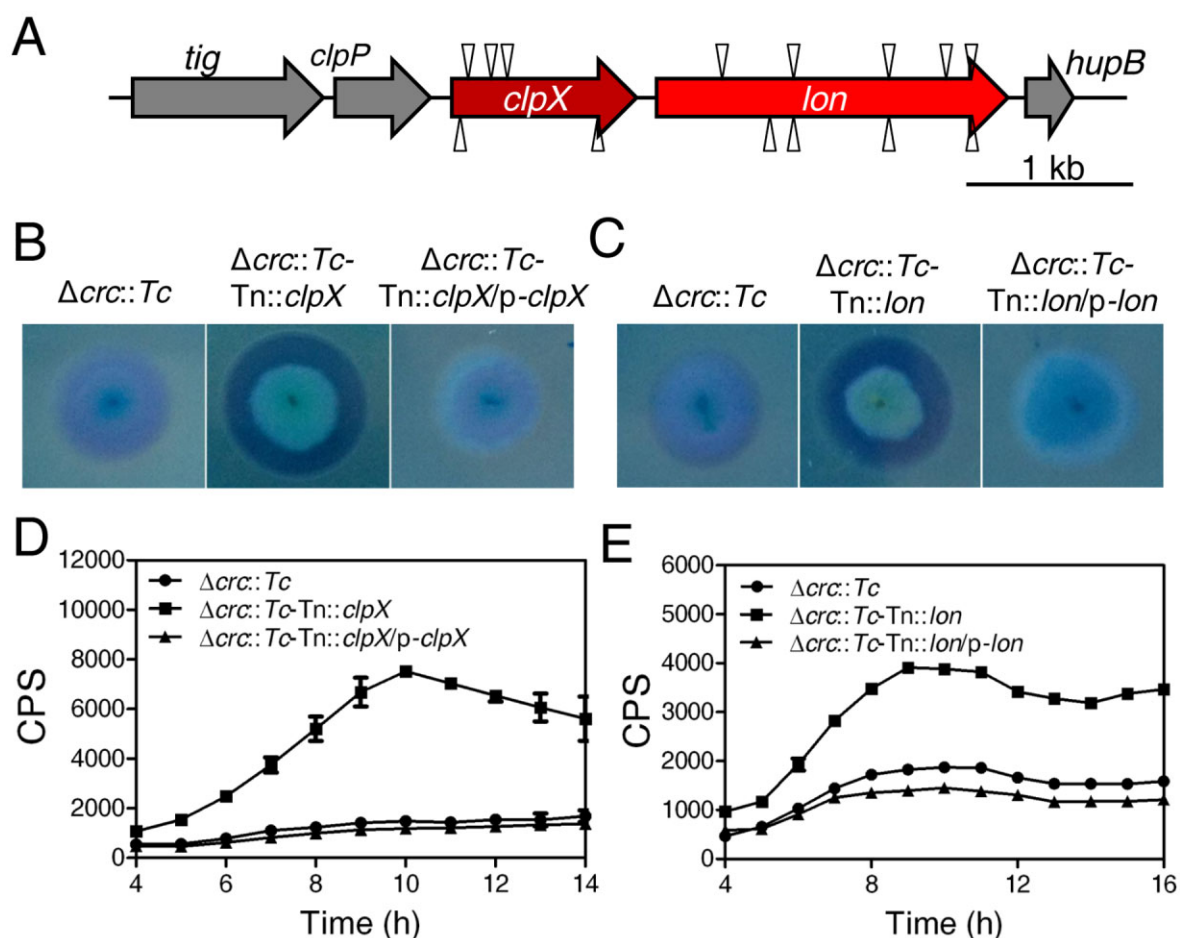 A
tig clpP clpX lon hupB
1 kb
B
Δcrc::Tc
Δcrc::Tc-
Tn::clpX
Δcrc::Tc-
Tn::clpX/p-clpX
C
Δcrc::Tc
Δcrc::Tc-
Tn::lon
Δcrc::Tc-
Tn::lon/p-lon
D
12000
10000
8000
6000
4000
2000
0
CPS
Δcrc::Tc
Δcrc::Tc-Tn::clpX
Δcrc::Tc-Tn::clpX/p-clpX
4 6 8 10 12 14
Time (h)
E
6000
5000
4000
3000
2000
1000
0
CPS
Δcrc::Tc
Δcrc::Tc-Tn::lon
Δcrc::Tc-Tn::lon/p-lon
4 8 12 16
Time (h)